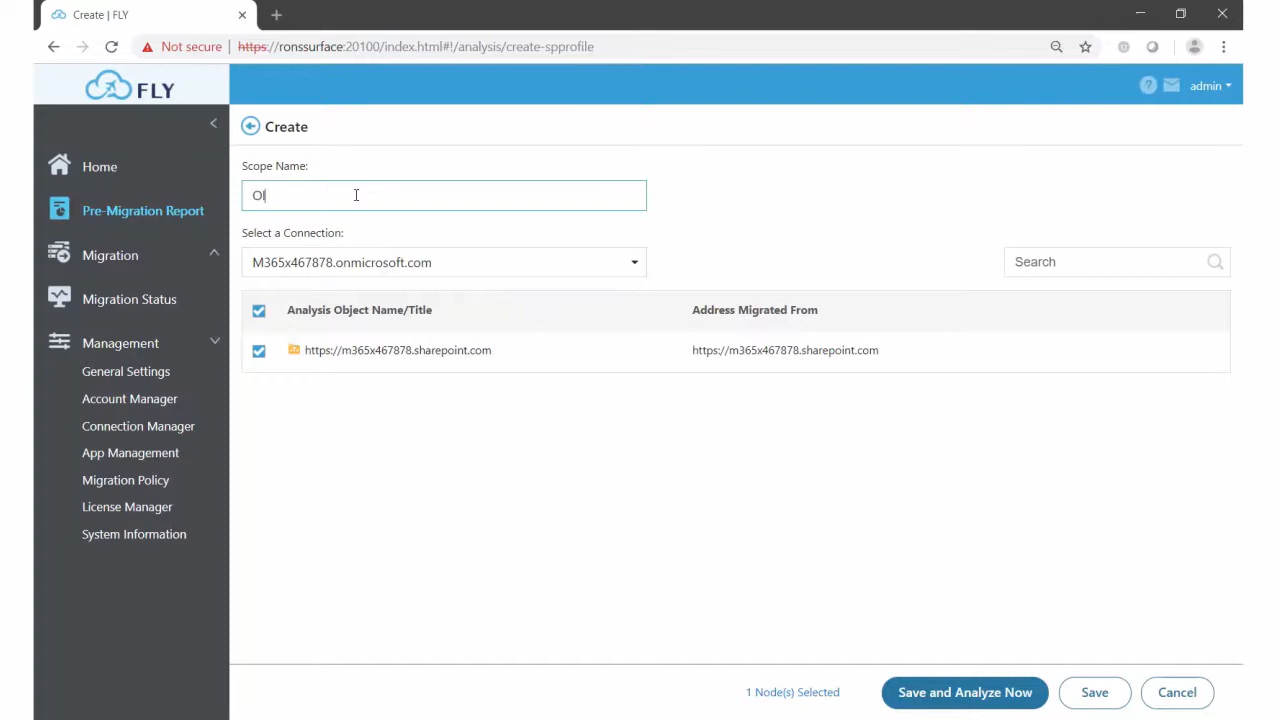 Create | FLY
Not secure | https://ronssurface:20100/index.html#!/analysis/create-spprofile
FLY
admin
Create
Home
Pre-Migration Report
Migration
Migration Status
Management
General Settings
Account Manager
Connection Manager
App Management
Migration Policy
License Manager
System Information
Scope Name:
Ol
Select a Connection:
M365x467878.onmicrosoft.com
Search
Analysis Object Name/Title Address Migrated From
https://m365x467878.sharepoint.com https://m365x467878.sharepoint.com
1 Node(s) Selected Save and Analyze Now Save Cancel